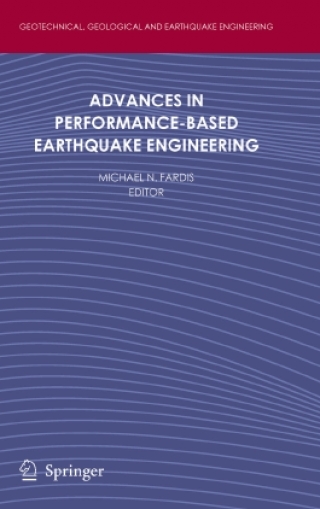 GEOTECHNICAL, GEOLOGICAL AND EARTHQUAKE ENGINEERING
ADVANCES IN
PERFORMANCE-BASED
EARTHQUAKE ENGINEERING
MICHAEL N. FARDIS
EDITOR
Springer